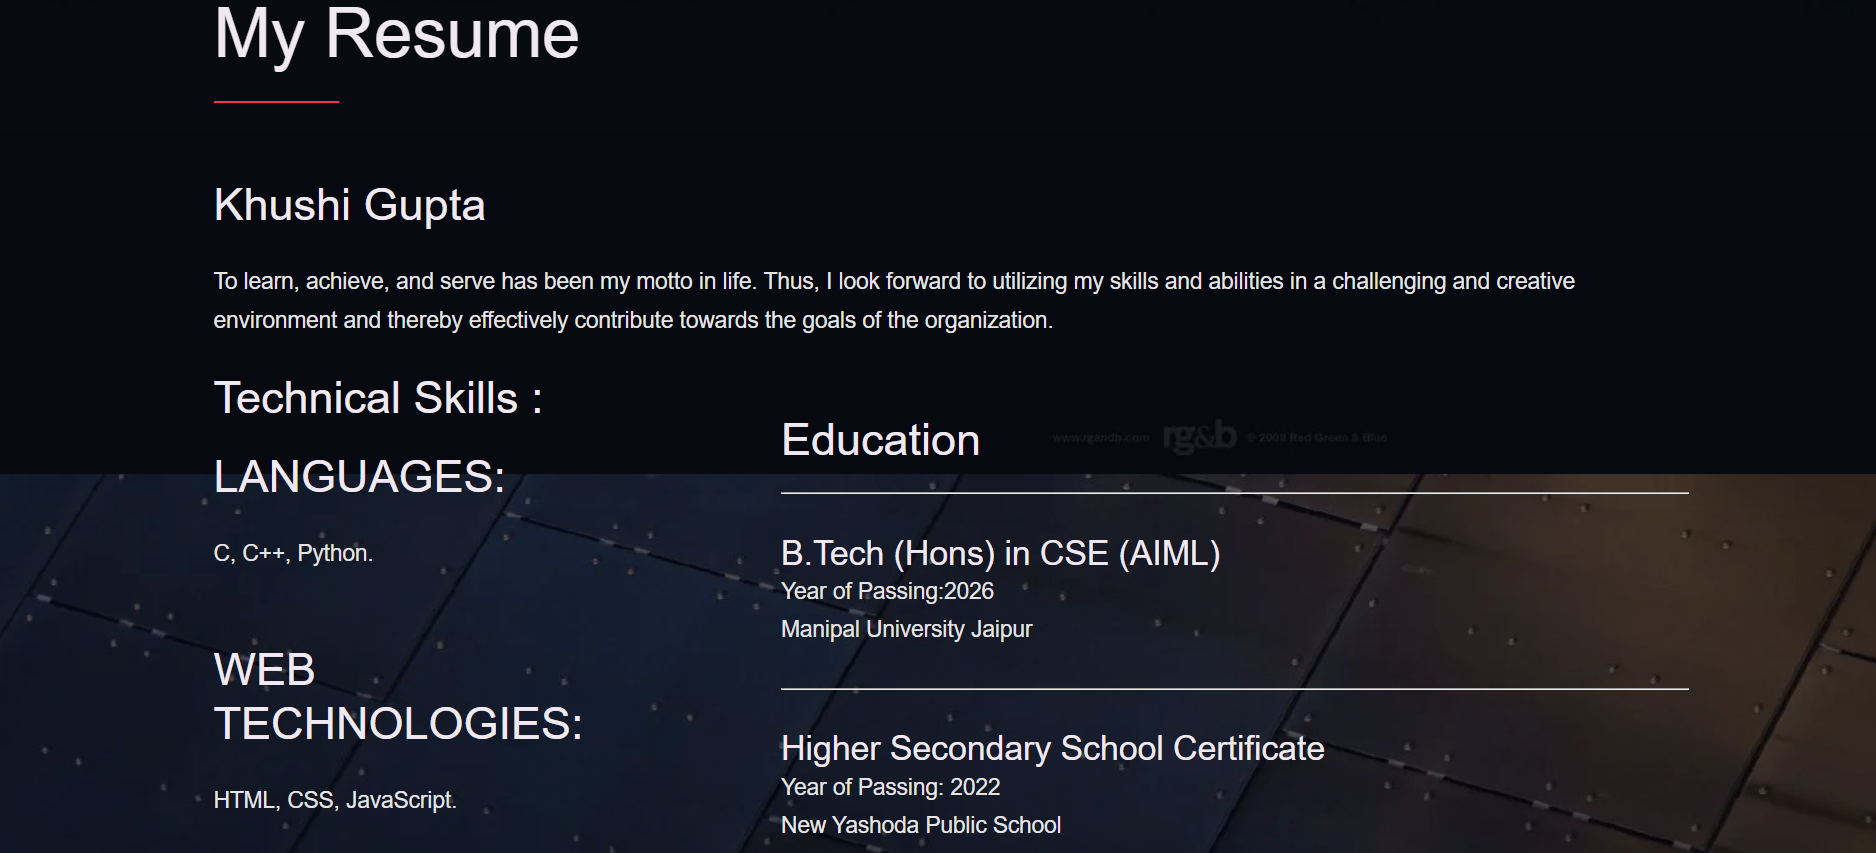 My Resume
Khushi Gupta
To learn, achieve, and serve has been my motto in life. Thus, I look forward to utilizing my skills and abilities in a challenging and creative
environment and thereby effectively contribute towards the goals of the organization.
Technical Skills :
LANGUAGES:
C, C++, Python.
WEB
TECHNOLOGIES:
HTML, CSS, JavaScript.
Education
www.rgandb.com rg&b © 2009 Red Green & Blue
B.Tech (Hons) in CSE (AIML)
Year of Passing:2026
Manipal University Jaipur
Higher Secondary School Certificate
Year of Passing: 2022
New Yashoda Public School